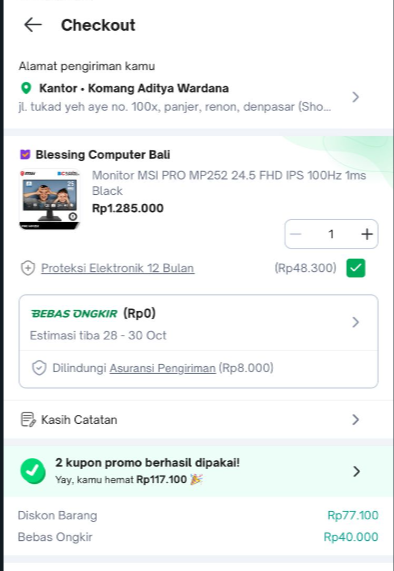 Checkout
Alamat pengiriman kamu
Kantor • Komang Aditya Wardana
jl. tukad yeh aye no. 100x, panjer, renon, denpasar (Sho...
Blessing Computer Bali
Monitor MSI PRO MP252 24.5 FHD IPS 100Hz 1ms
Black
Rp1.285.000
1
Proteksi Elektronik 12 Bulan (Rp48.300)
BEBAS ONGKIR (Rp0)
Estimasi tiba 28 - 30 Oct
Dilindungi Asuransi Pengiriman (Rp8.000)
Kasih Catatan
2 kupon promo berhasil dipakai!
Yay, kamu hemat Rp117.100 🎉
Diskon Barang Rp77.100
Bebas Ongkir Rp40.000